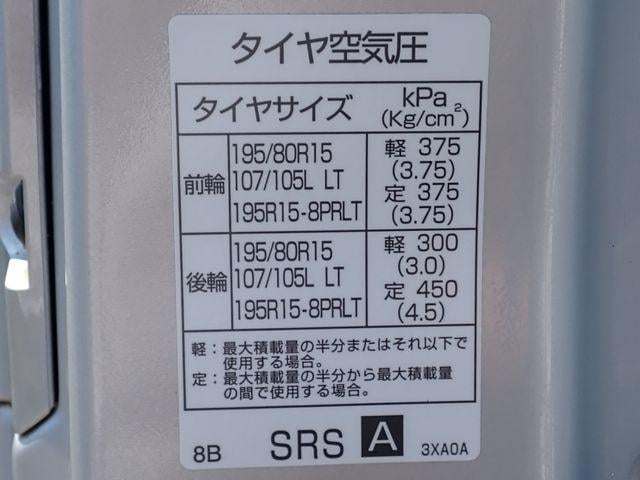 タイヤ空気圧
タイヤサイズ kPa (Kg/cm²)
前輪 195/80R15 107/105L LT 195R15-8PRLT 軽 375 (3.75) 定 375 (3.75)
後輪 195/80R15 107/105L LT 195R15-8PRLT 軽 300 (3.0) 定 450 (4.5)
軽：最大積載量の半分またはそれ以下で
使用する場合。
定：最大積載量の半分から最大積載量
の間で使用する場合。
8B SRS A 3XA0A